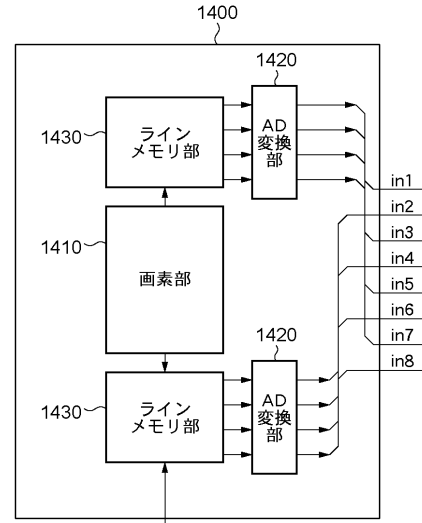 1400
1420
1430
ライン
メモリ部
AD
変換
部
in1
in2
1410
画素部
in3
in4
in5
in6
1420
in7
in8
1430
ライン
メモリ部
AD
変換
部